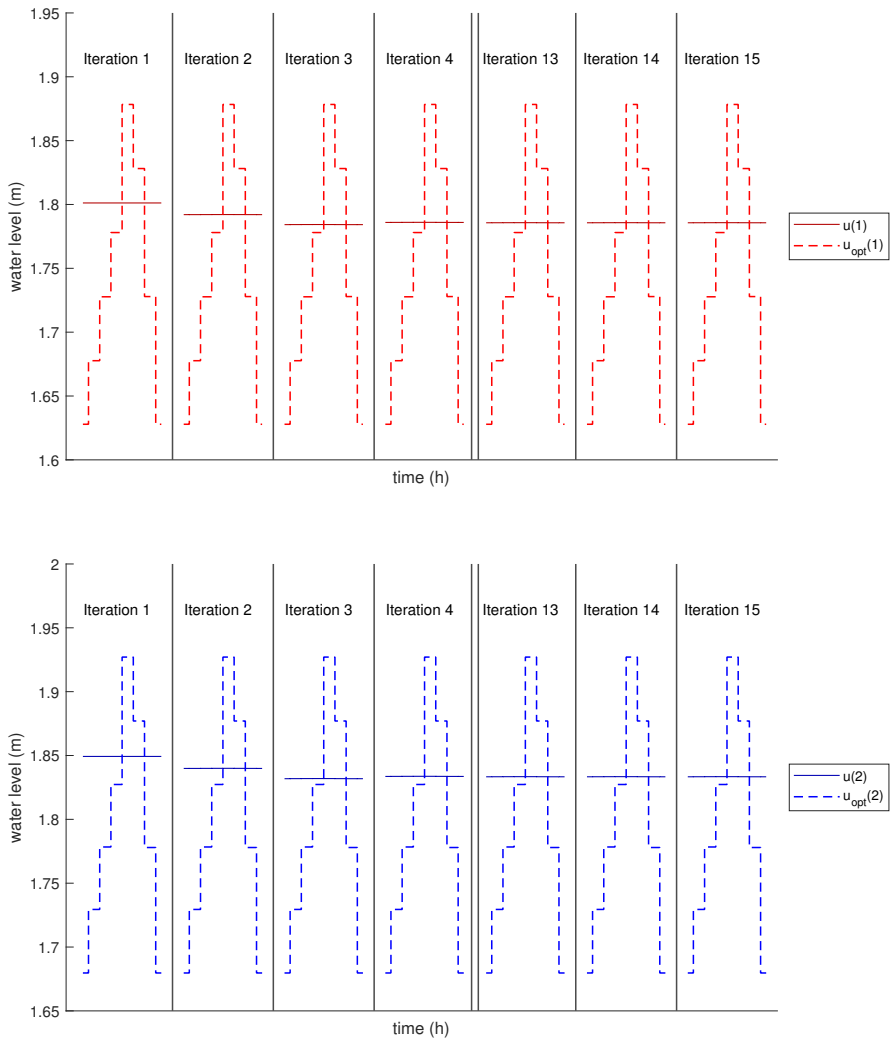 1.95
Iteration 1 Iteration 2 Iteration 3 Iteration 4 Iteration 13 Iteration 14 Iteration 15
1.9
1.85
1.8
1.75
1.7
1.65
1.6
water level (m)
time (h)
u(1)
u_opt(1)
2
Iteration 1 Iteration 2 Iteration 3 Iteration 4 Iteration 13 Iteration 14 Iteration 15
1.95
1.9
1.85
1.8
1.75
1.7
1.65
water level (m)
time (h)
u(2)
u_opt(2)